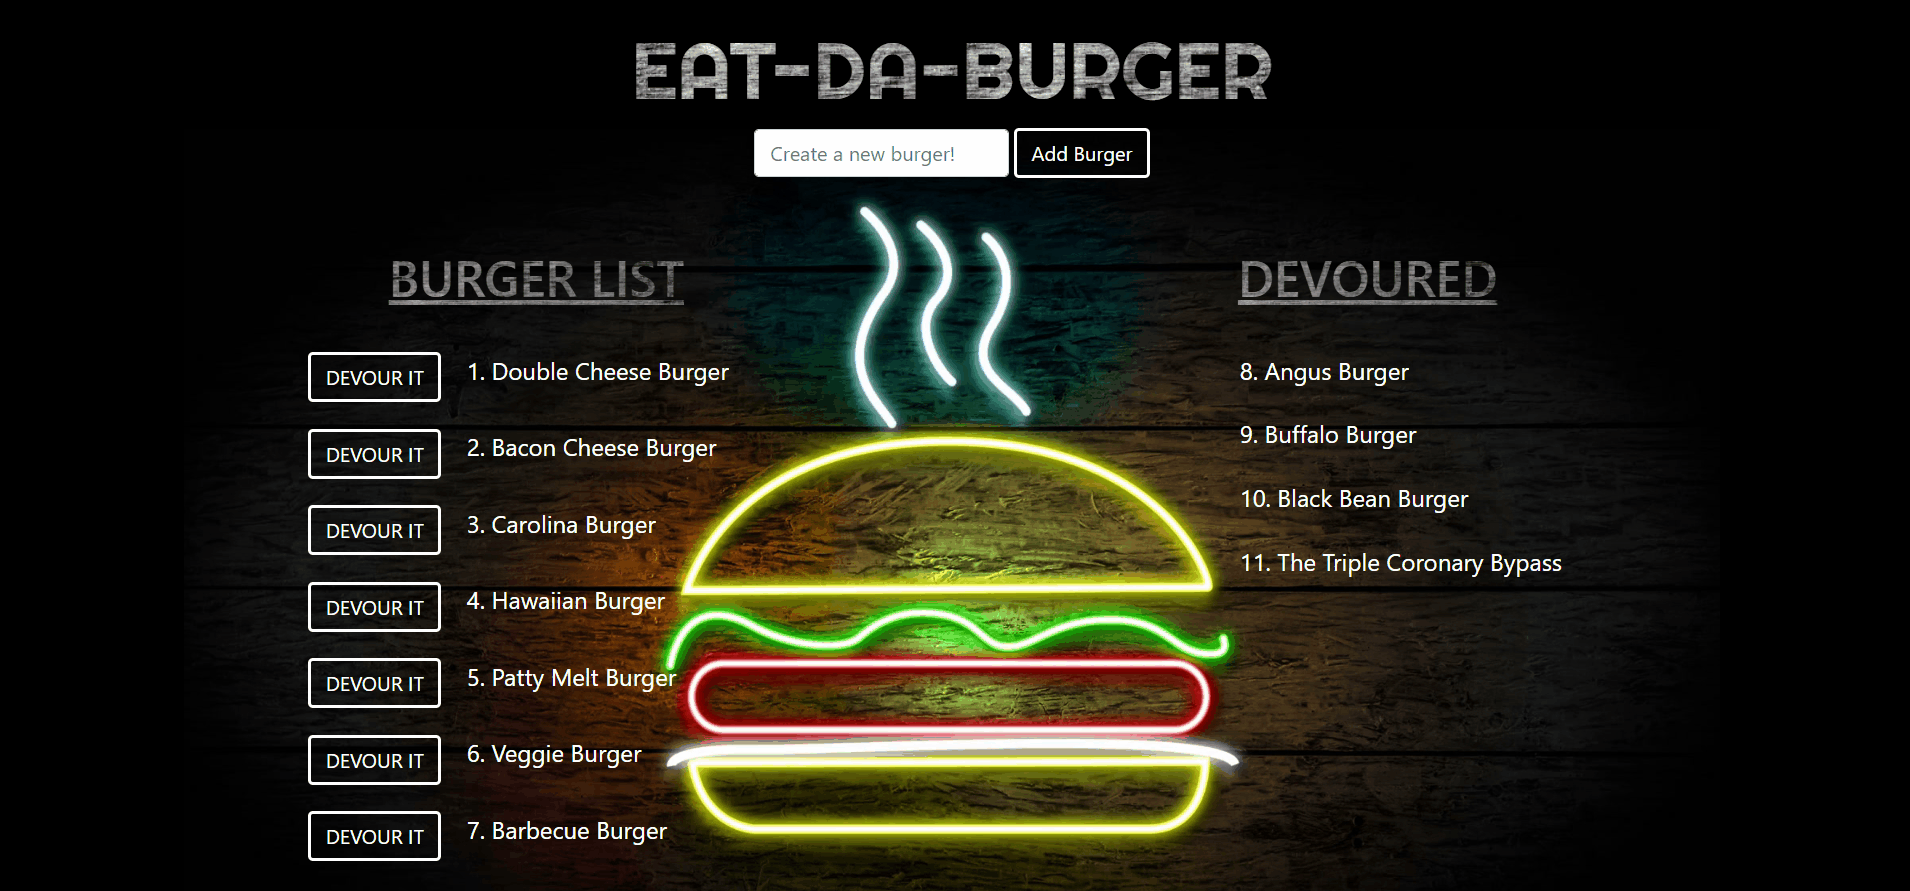 EAT-DA-BURGER
Create a new burger!
Add Burger
BURGER LIST
DEVOUR IT 1. Double Cheese Burger
DEVOUR IT 2. Bacon Cheese Burger
DEVOUR IT 3. Carolina Burger
DEVOUR IT 4. Hawaiian Burger
DEVOUR IT 5. Patty Melt Burger
DEVOUR IT 6. Veggie Burger
DEVOUR IT 7. Barbecue Burger
DEVOURED
8. Angus Burger
9. Buffalo Burger
10. Black Bean Burger
11. The Triple Coronary Bypass